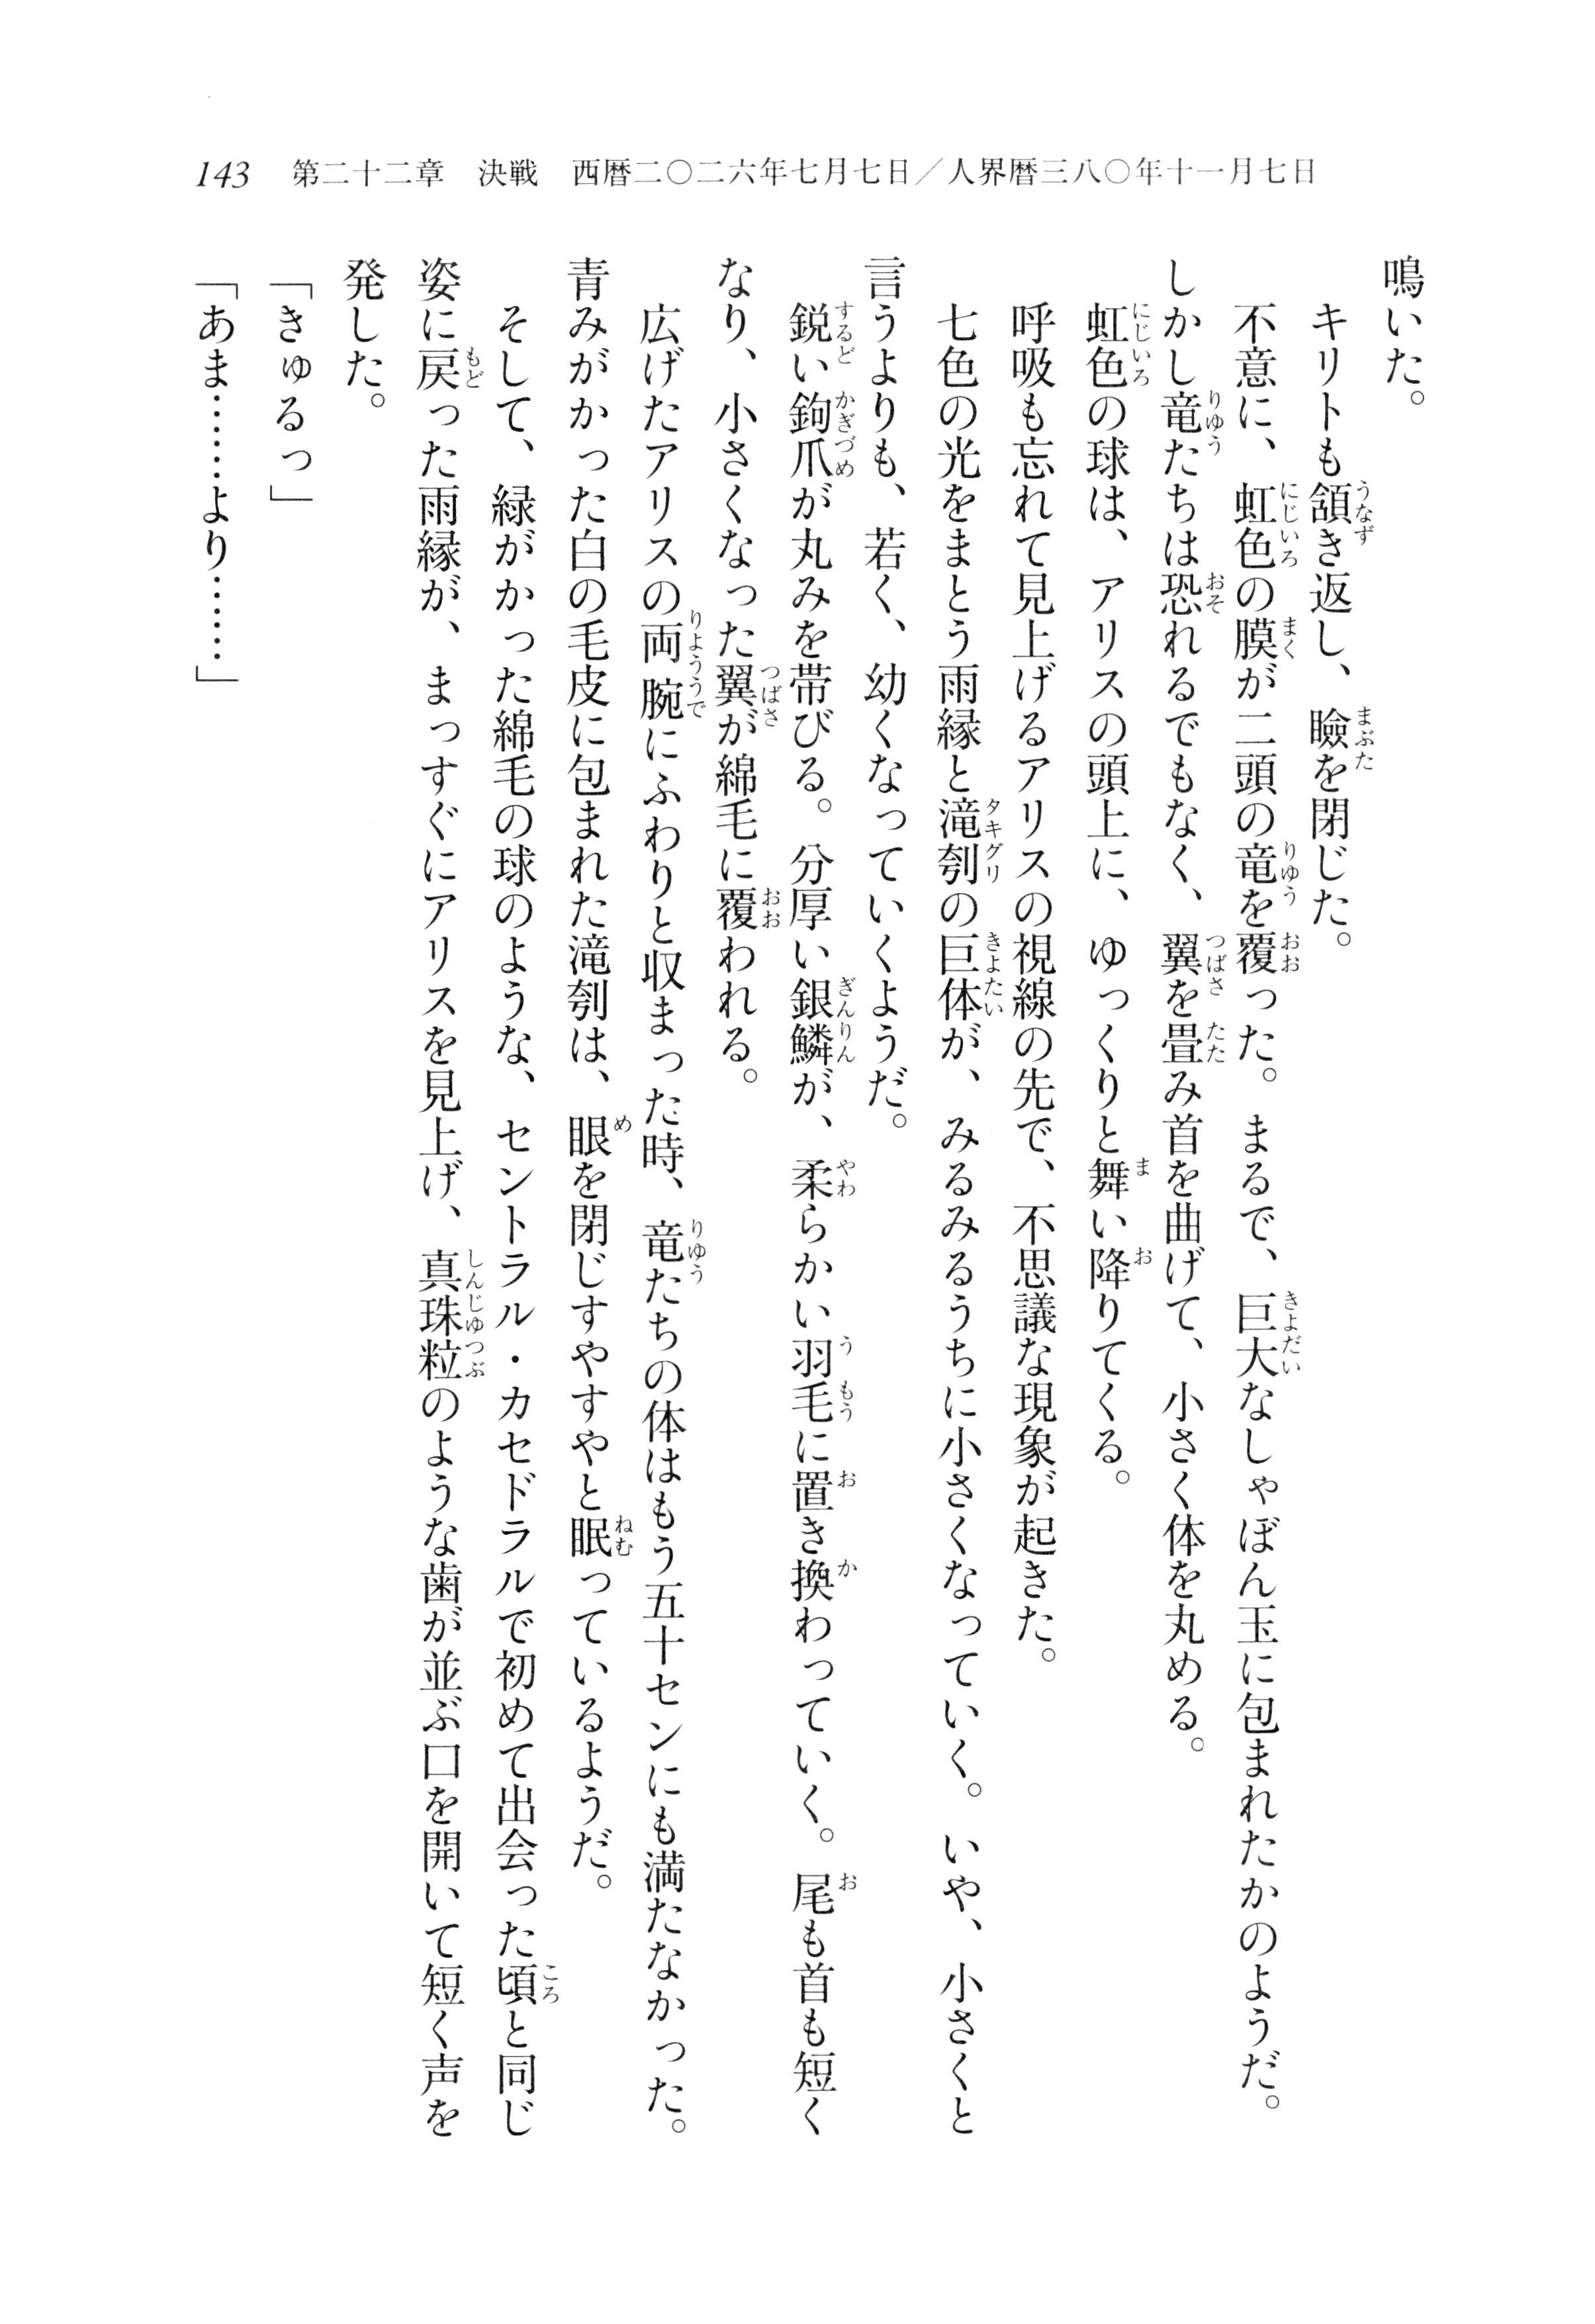 143　第二十二章　決戦　西暦二〇二六年七月七日／人界暦三八〇年十一月七日
鳴いた。
　キリトも頷き返し、瞼を閉じた。
　不意に、虹色の膜が二頭の竜を覆った。まるで、巨大なしゃぼん玉に包まれたかのようだ。
しかし竜たちは恐れるでもなく、翼を畳み首を曲げて、小さく体を丸める。
　虹色の球は、アリスの頭上に、ゆっくりと舞い降りてくる。
　呼吸も忘れて見上げるアリスの視線の先で、不思議な現象が起きた。
　七色の光をまとう雨縁と滝刳の巨体が、みるみるうちに小さくなっていく。いや、小さくと
言うよりも、若く、幼くなっていくようだ。
　鋭い鉤爪が丸みを帯びる。分厚い銀鱗が、柔らかい羽毛に置き換わっていく。尾も首も短く
なり、小さくなった翼が綿毛に覆われる。
　広げたアリスの両腕にふわりと収まった時、竜たちの体はもう五十センにも満たなかった。
青みがかった白の毛皮に包まれた滝刳は、眼を閉じすやすやと眠っているようだ。
　そして、緑がかった綿毛の球のような、セントラル・カセドラルで初めて出会った頃と同じ
姿に戻った雨縁が、まっすぐにアリスを見上げ、真珠粒のような歯が並ぶ口を開いて短く声を
発した。
「きゅるっ」
「あま………より………」